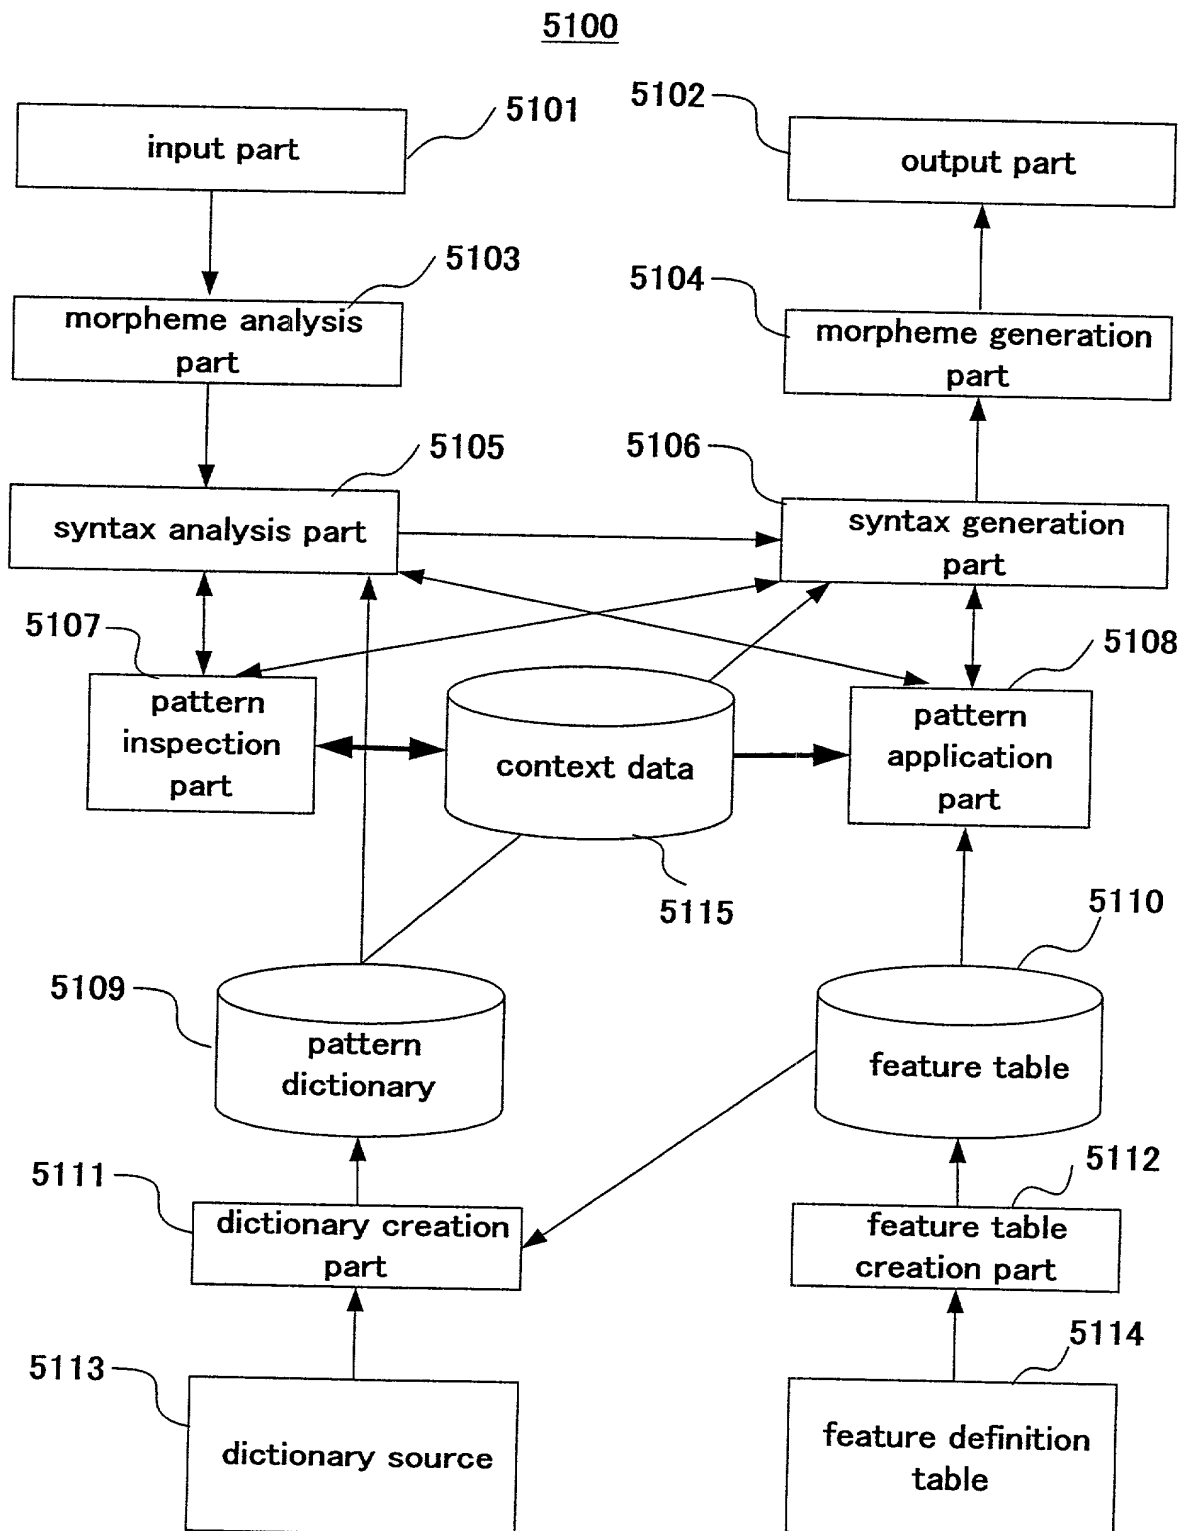 5100
5101
input part
5102
output part
5103
morpheme analysis
part
5104
morpheme generation
part
5105
syntax analysis part
5106
syntax generation
part
5107
pattern
inspection
part
context data
5115
5108
pattern
application
part
5109
pattern
dictionary
5110
feature table
5111
dictionary creation
part
5112
feature table
creation part
5113
dictionary source
5114
feature definition
table